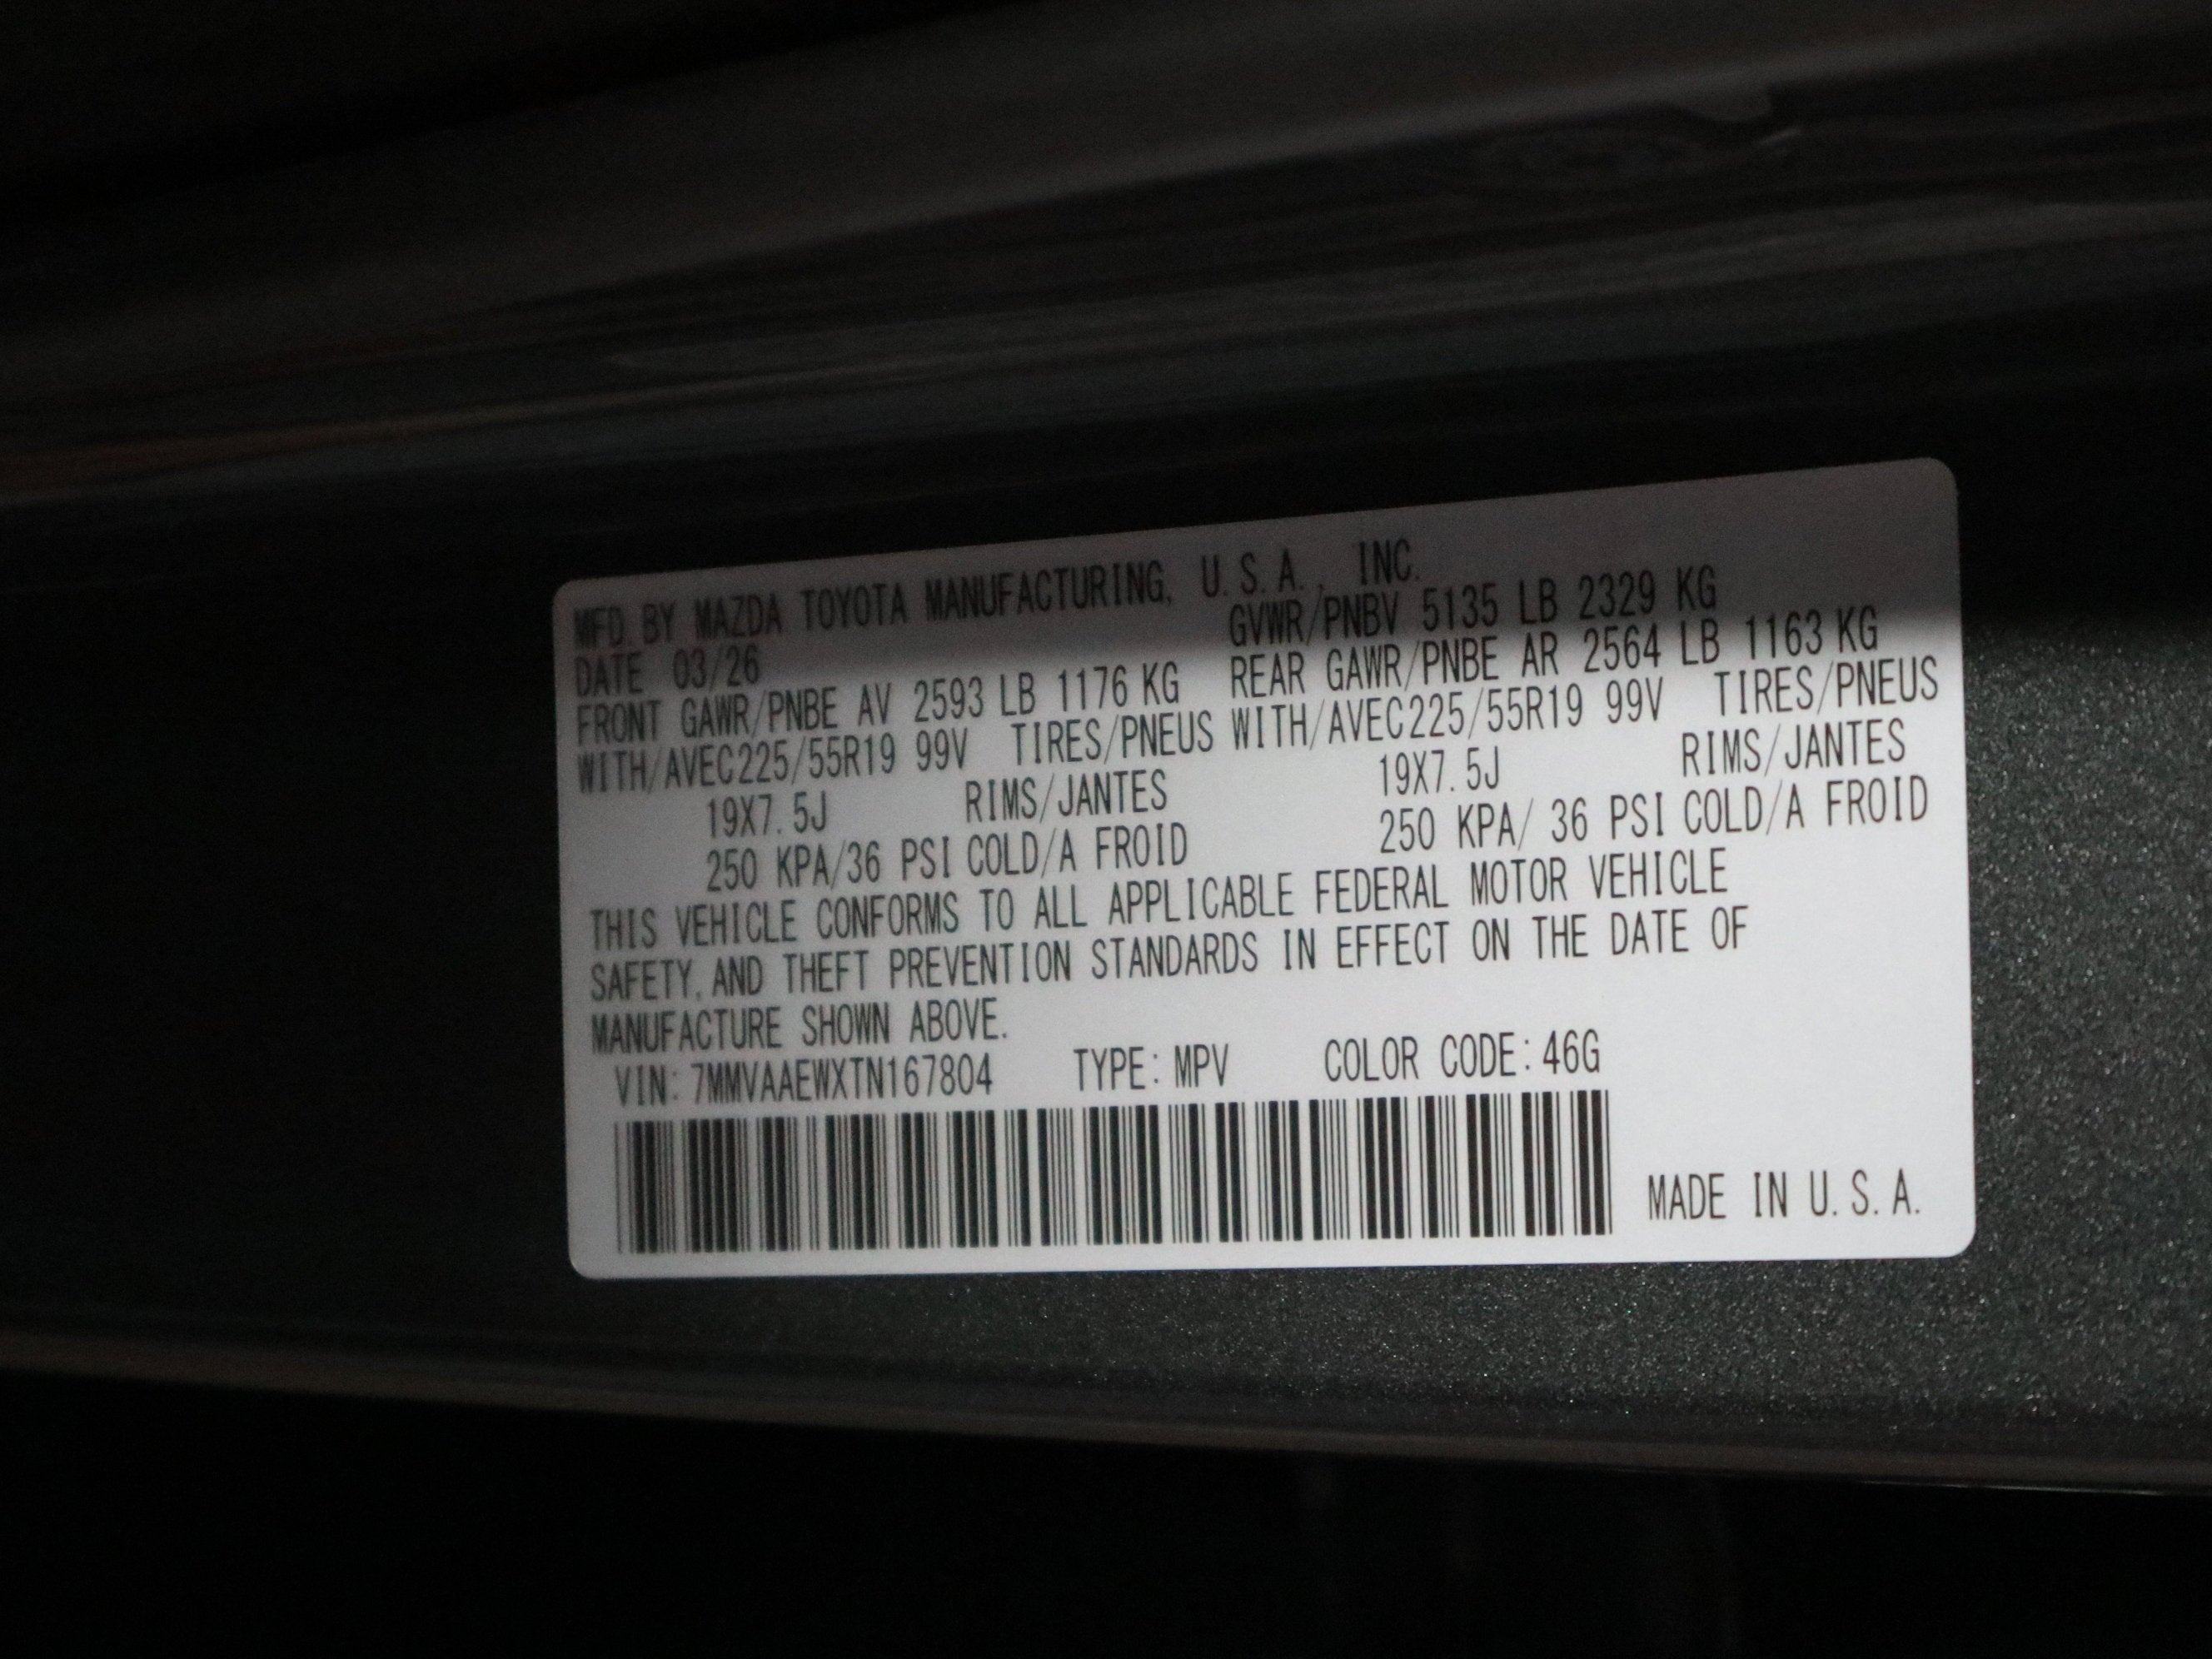 MFD. BY MAZDA TOYOTA MANUFACTURING, U.S.A., INC.
DATE 03/26 GVWR/PNBV 5135 LB 2329 KG
FRONT GAWR/PNBE AV 2593 LB 1176 KG REAR GAWR/PNBE AR 2564 LB 1163 KG
WITH/AVEC225/55R19 99V TIRES/PNEUS WITH/AVEC225/55R19 99V TIRES/PNEUS
19X7.5J RIMS/JANTES 19X7.5J RIMS/JANTES
250 KPA/36 PSI COLD/A FROID 250 KPA/ 36 PSI COLD/A FROID
THIS VEHICLE CONFORMS TO ALL APPLICABLE FEDERAL MOTOR VEHICLE
SAFETY, AND THEFT PREVENTION STANDARDS IN EFFECT ON THE DATE OF
MANUFACTURE SHOWN ABOVE.
VIN: 7MMVAAEWXTN167804 TYPE: MPV COLOR CODE: 46G
MADE IN U.S.A.